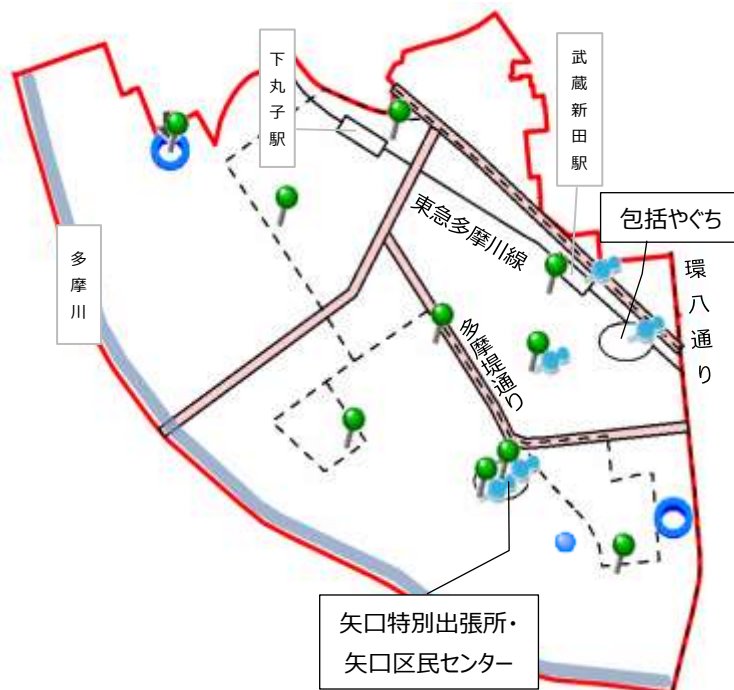 下丸子駅
武蔵新田駅
包括やぐち
東急多摩川線
環八通り
多摩川
多摩堤通り
矢口特別出張所・
矢口区民センター